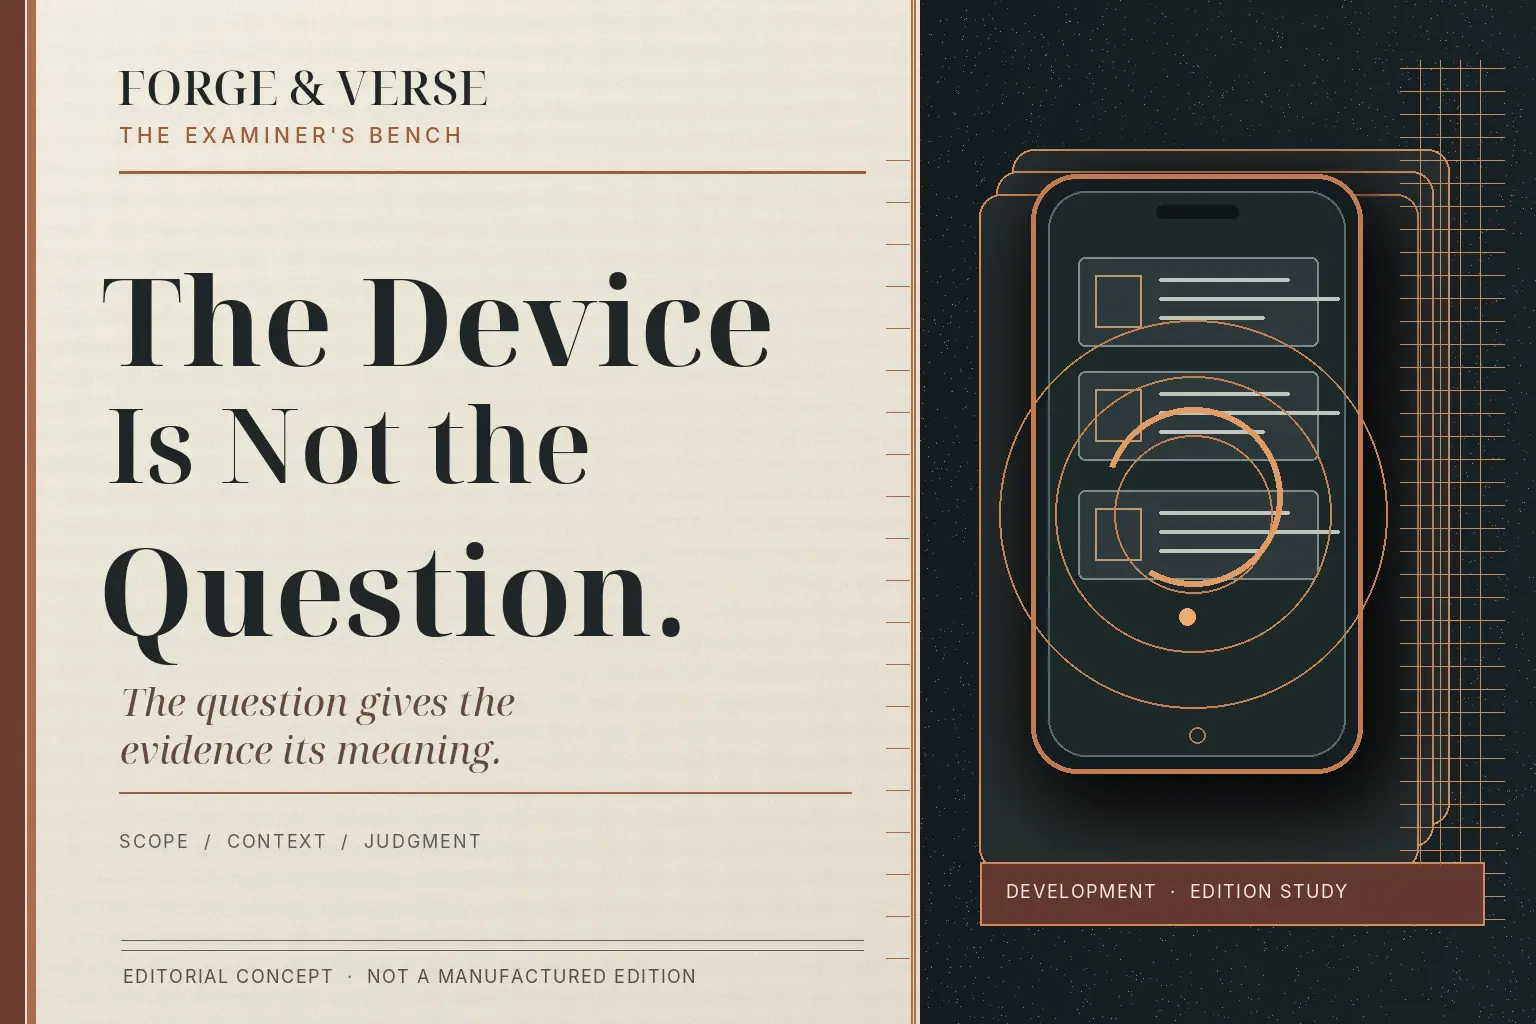 FORGE & VERSE
THE EXAMINER'S BENCH
The Device
Is Not the
Question.
The question gives the
evidence its meaning.
SCOPE / CONTEXT / JUDGMENT
EDITORIAL CONCEPT · NOT A MANUFACTURED EDITION
DEVELOPMENT · EDITION STUDY